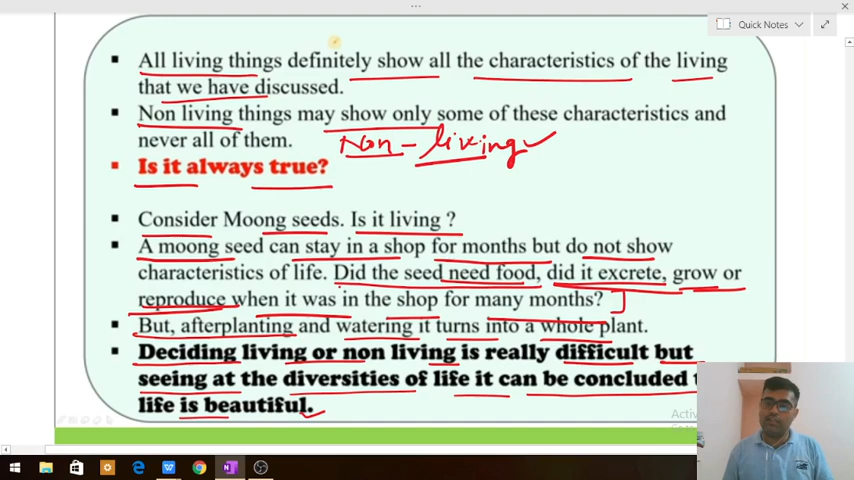 ...
Quick Notes
All living things definitely show all the characteristics of the living
that we have discussed.
Non living things may show only some of these characteristics and
never all of them.
Non - living
Is it always true?
Consider Moong seeds. Is it living ?
A moong seed can stay in a shop for months but do not show
characteristics of life. Did the seed need food, did it excrete, grow or
reproduce when it was in the shop for many months?
But, afterplanting and watering it turns into a whole plant.
Deciding living or non living is really difficult but
seeing at the diversities of life it can be concluded t
life is beautiful.
Activ